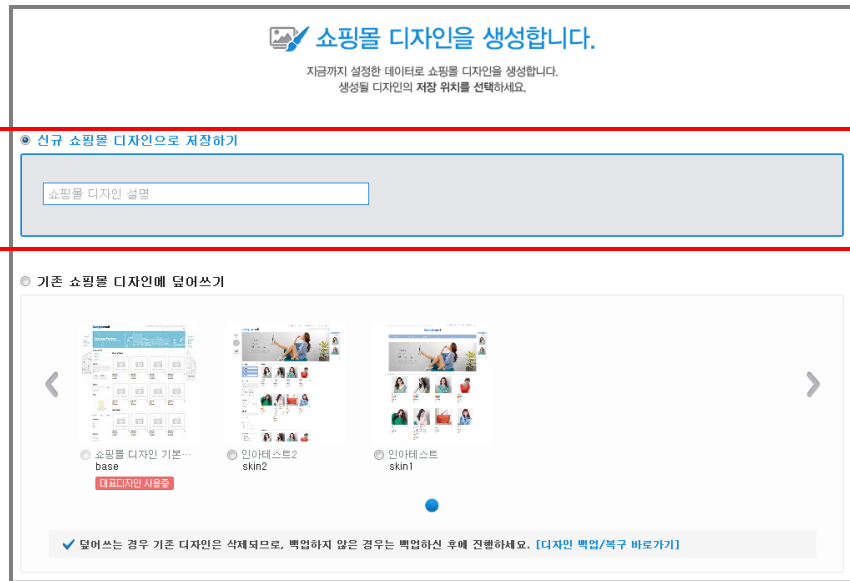 쇼핑몰 디자인을 생성합니다.
지금까지 설정한 데이터로 쇼핑몰 디자인을 생성합니다.
생성될 디자인의 저장 위치를 선택하세요.
신규 쇼핑몰 디자인으로 저장하기
쇼핑몰 디자인 설명
기존 쇼핑몰 디자인에 덮어쓰기
쇼핑몰 디자인 기본…
base
대표디자인 사용중
인아테스트2
skin2
인아테스트
skin1
덮어쓰는 경우 기존 디자인은 삭제되므로, 백업하지 않은 경우는 백업하신 후에 진행하세요. [디자인 백업/복구 바로가기]